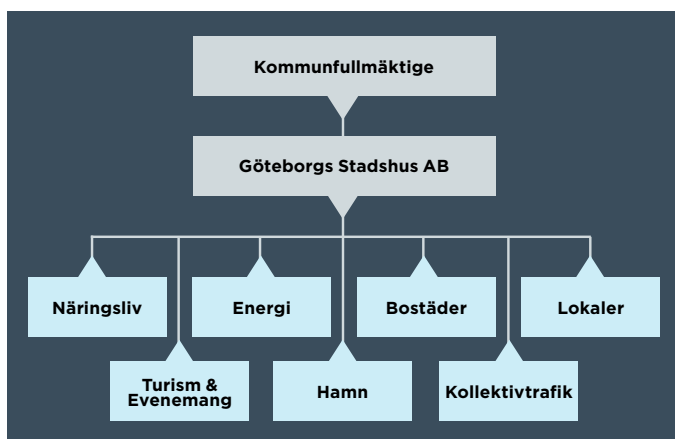 Kommunfullmäktige
Göteborgs Stadshus AB
Näringsliv
Energi
Bostäder
Lokaler
Turism &
Evenemang
Hamn
Kollektivtrafik